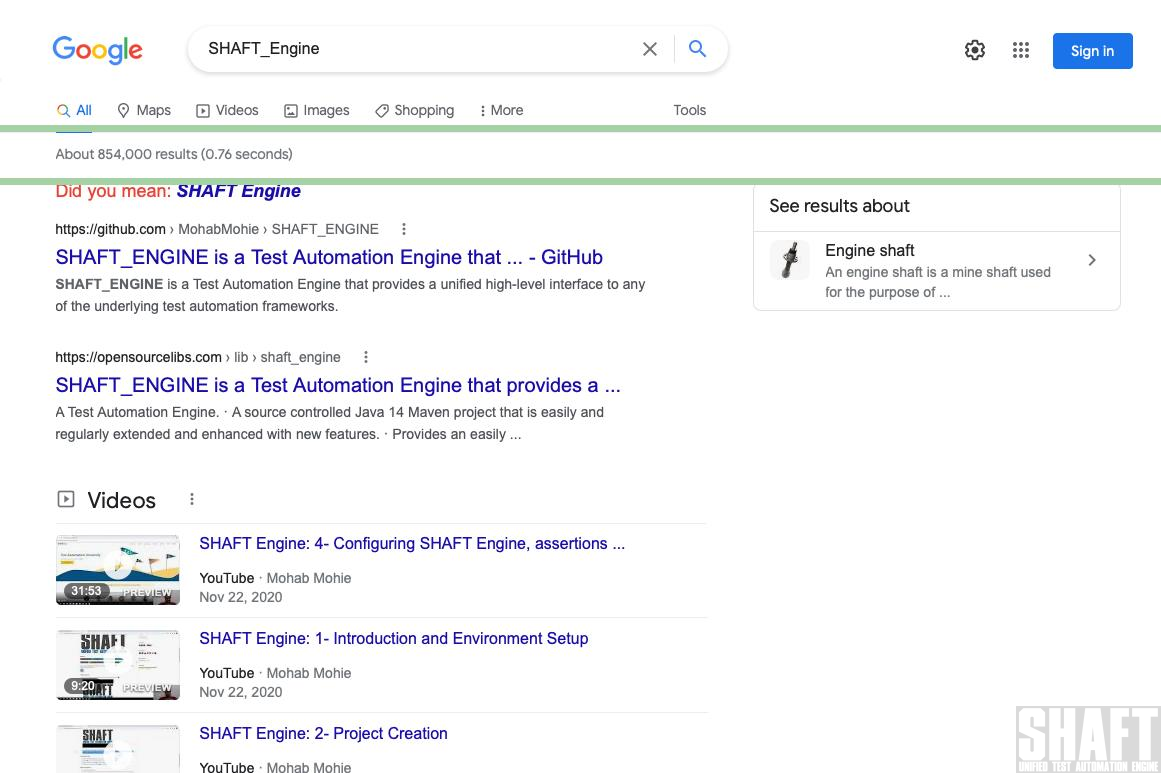 Google
SHAFT_Engine
Sign in
All
Maps
Videos
Images
Shopping
More
Tools
About 854,000 results (0.76 seconds)
Did you mean: SHAFT Engine
https://github.com › MohabMohie › SHAFT_ENGINE
SHAFT_ENGINE is a Test Automation Engine that ... - GitHub
SHAFT_ENGINE is a Test Automation Engine that provides a unified high-level interface to any
of the underlying test automation frameworks.
https://opensourcelibs.com › lib › shaft_engine
SHAFT_ENGINE is a Test Automation Engine that provides a ...
A Test Automation Engine. · A source controlled Java 14 Maven project that is easily and
regularly extended and enhanced with new features. · Provides an easily ...
Videos
SHAFT Engine: 4- Configuring SHAFT Engine, assertions ...
31:53
PREVIEW
YouTube · Mohab Mohie
Nov 22, 2020
SHAFT Engine: 1- Introduction and Environment Setup
SHAFT
9:20
PREVIEW
YouTube · Mohab Mohie
Nov 22, 2020
SHAFT Engine: 2- Project Creation
SHAFT
YouTube · Mohab Mohie
See results about
Engine shaft
An engine shaft is a mine shaft used
for the purpose of ...
SHAFT
UNIFIED TEST AUTOMATION ENGINE